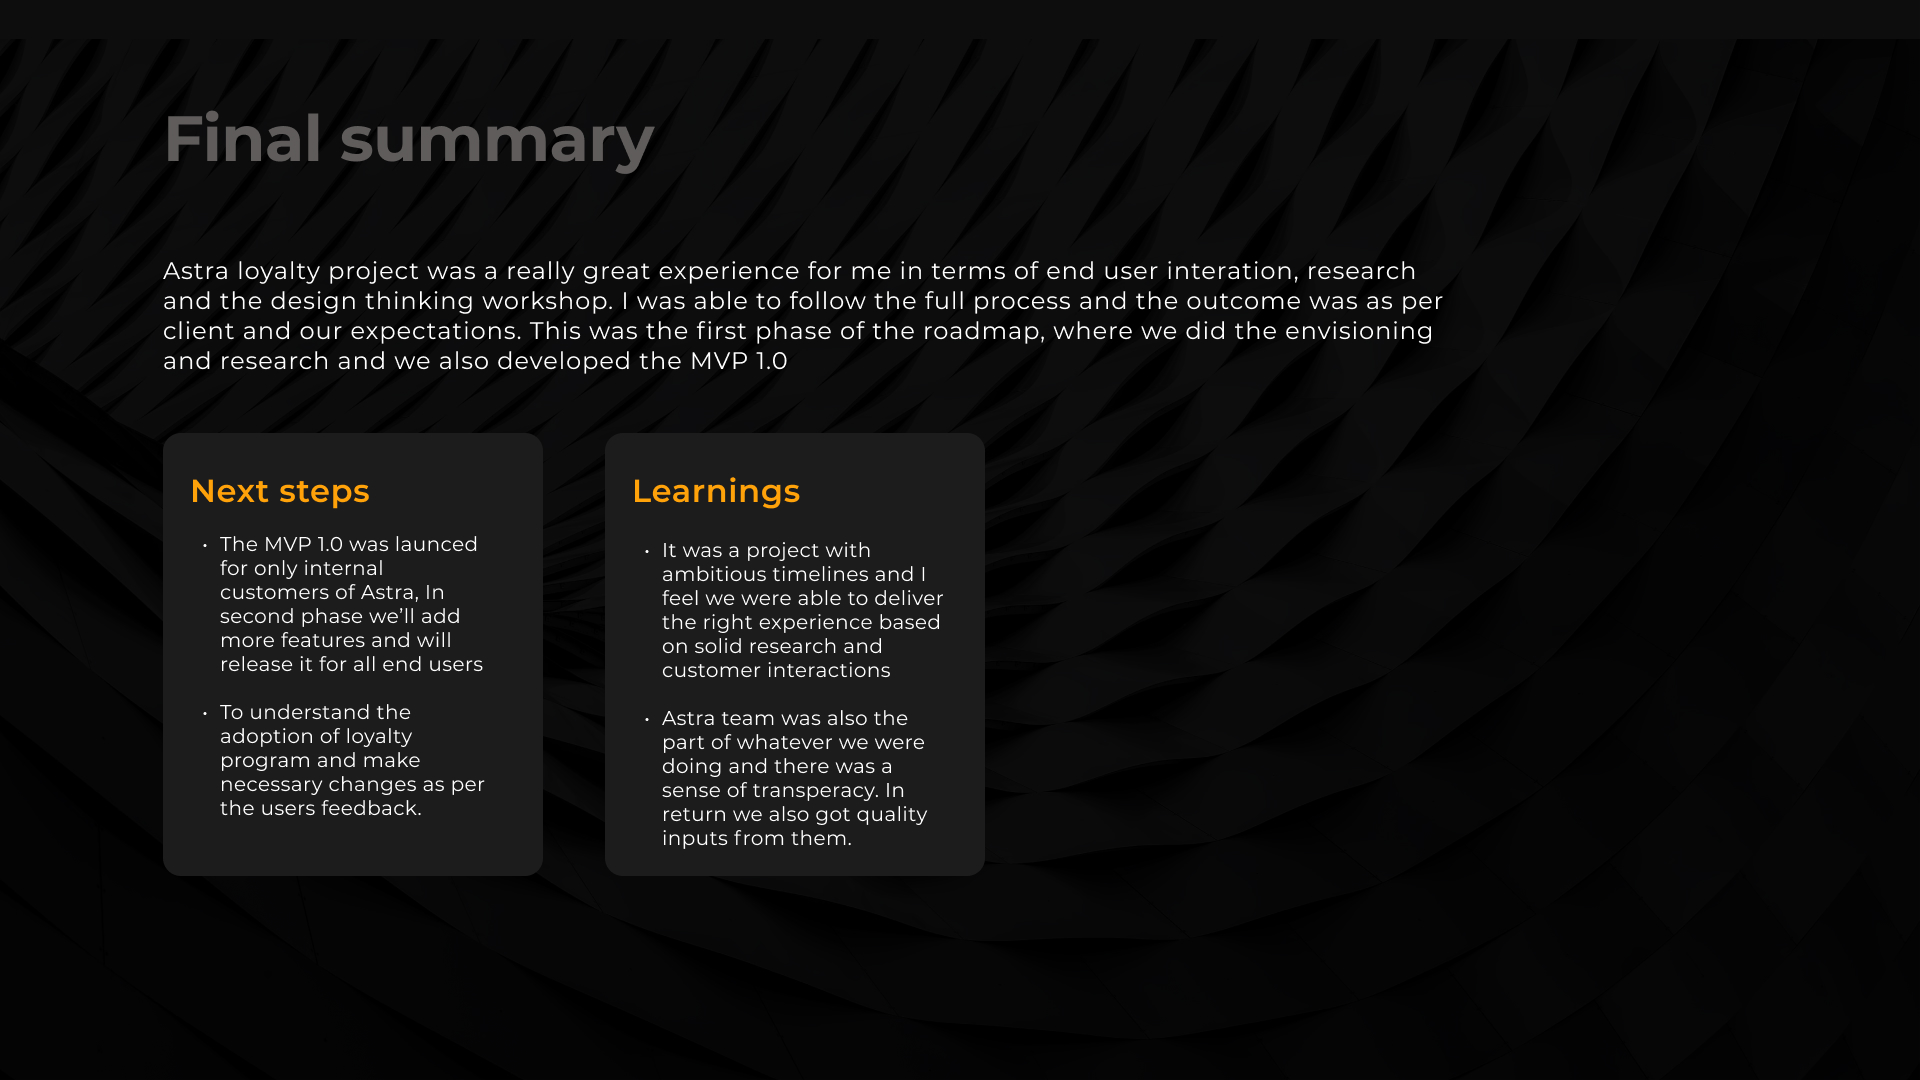 Final summary
Astra loyalty project was a really great experience for me in terms of end user interation, research
and the design thinking workshop. I was able to follow the full process and the outcome was as per
client and our expectations. This was the first phase of the roadmap, where we did the envisioning
and research and we also developed the MVP 1.0
Next steps
• The MVP 1.0 was launced
for only internal
customers of Astra, In
second phase we’ll add
more features and will
release it for all end users
• To understand the
adoption of loyalty
program and make
necessary changes as per
the users feedback.
Learnings
• It was a project with
ambitious timelines and I
feel we were able to deliver
the right experience based
on solid research and
customer interactions
• Astra team was also the
part of whatever we were
doing and there was a
sense of transperacy. In
return we also got quality
inputs from them.